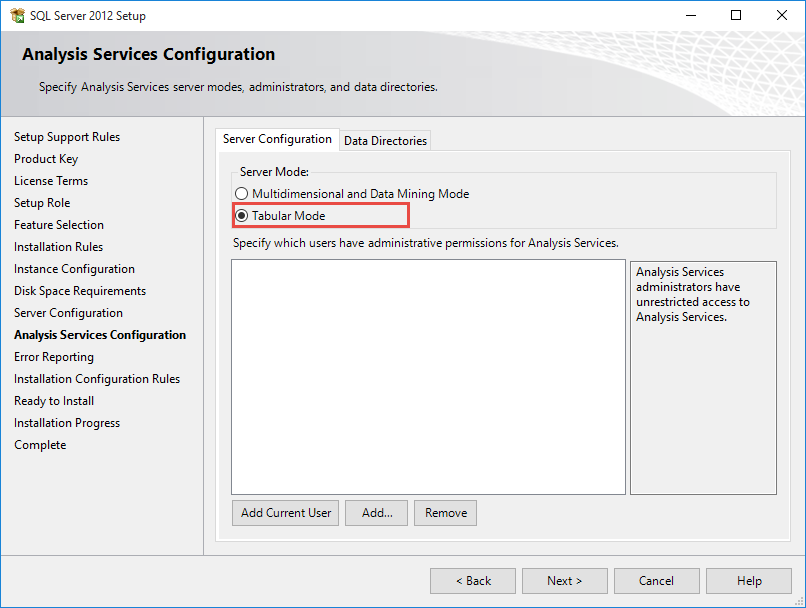 SQL Server 2012 Setup
Analysis Services Configuration
Specify Analysis Services server modes, administrators, and data directories.
Setup Support Rules
Product Key
License Terms
Setup Role
Feature Selection
Installation Rules
Instance Configuration
Disk Space Requirements
Server Configuration
Analysis Services Configuration
Error Reporting
Installation Configuration Rules
Ready to Install
Installation Progress
Complete
Server Configuration
Data Directories
Server Mode:
Multidimensional and Data Mining Mode
Tabular Mode
Specify which users have administrative permissions for Analysis Services.
Analysis Services
administrators have
unrestricted access to
Analysis Services.
Add Current User
Add...
Remove
< Back
Next >
Cancel
Help